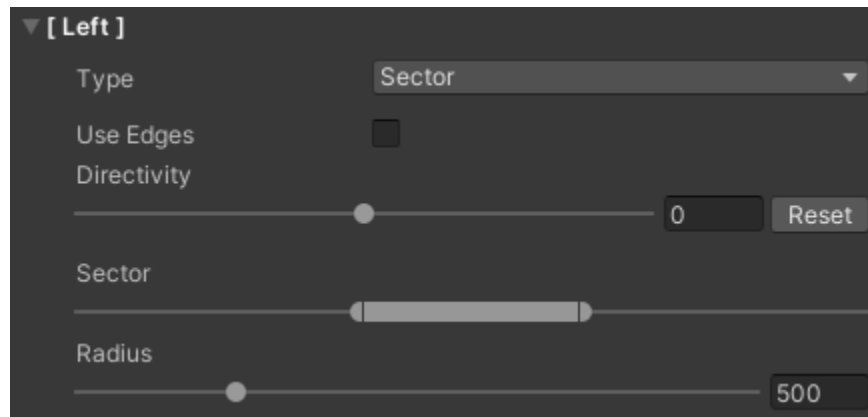 [ Left ]
Type Sector
Use Edges
Directivity
0 Reset
Sector
Radius
500